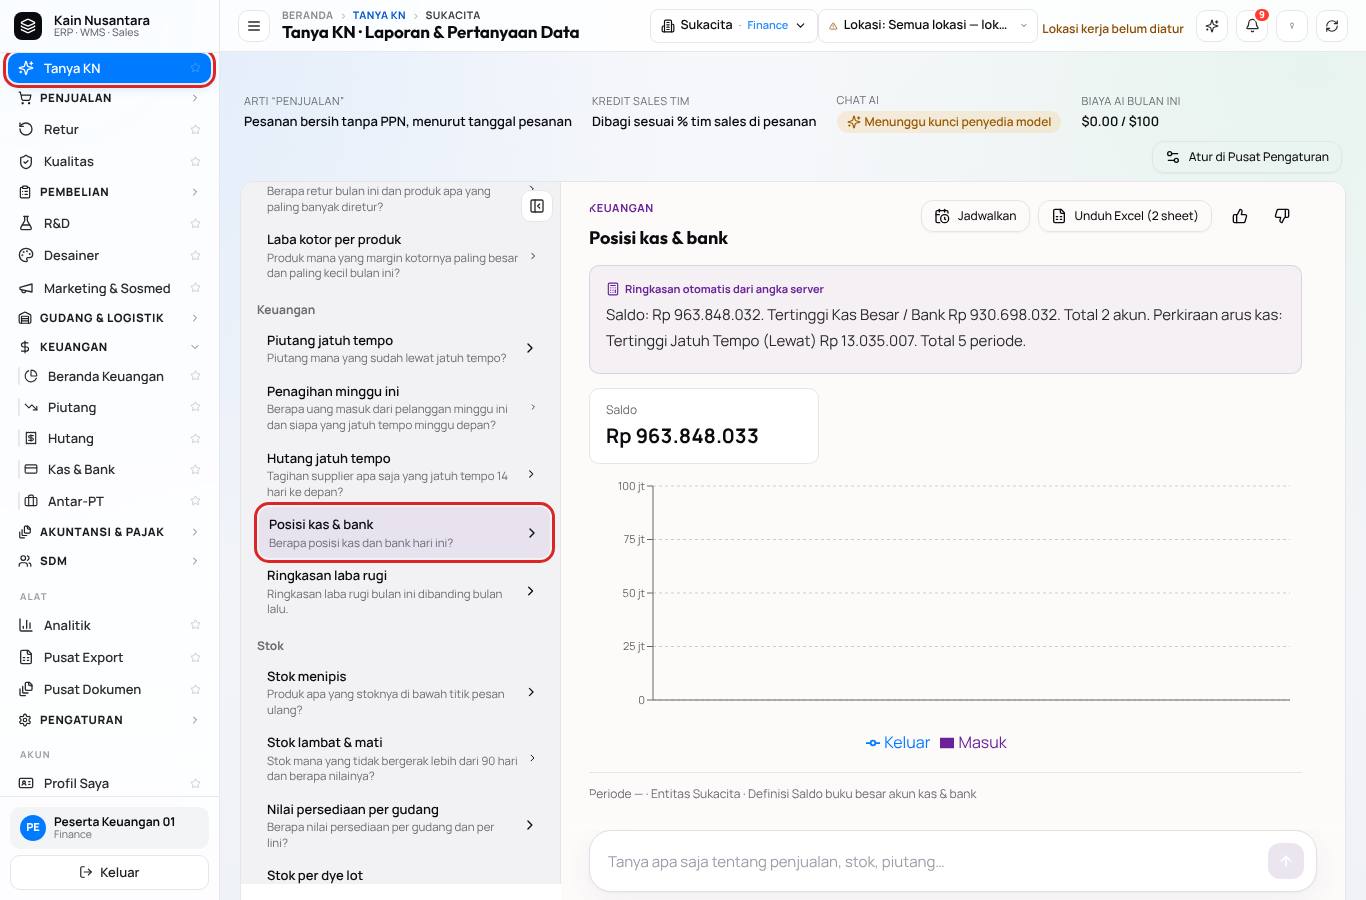 Kain Nusantara
ERP · WMS · Sales
Tanya KN
PENJUALAN
Retur
Kualitas
PEMBELIAN
R&D
Desainer
Marketing & Sosmed
GUDANG & LOGISTIK
KEUANGAN
Beranda Keuangan
Piutang
Hutang
Kas & Bank
Antar-PT
AKUNTANSI & PAJAK
SDM
ALAT
Analitik
Pusat Export
Pusat Dokumen
PENGATURAN
AKUN
Profil Saya
PE
Peserta Keuangan 01
Finance
Keluar
BERANDA › TANYA KN › SUKACITA
Tanya KN · Laporan & Pertanyaan Data
Sukacita · Finance
Lokasi: Semua lokasi — lok...
Lokasi kerja belum diatur
9
ARTI "PENJUALAN"
Pesanan bersih tanpa PPN, menurut tanggal pesanan
KREDIT SALES TIM
Dibagi sesuai % tim sales di pesanan
CHAT AI
Menunggu kunci penyedia model
BIAYA AI BULAN INI
$0.00 / $100
Atur di Pusat Pengaturan
Berapa retur bulan ini dan produk apa yang
paling banyak diretur?
Laba kotor per produk
Produk mana yang margin kotornya paling besar
dan paling kecil bulan ini?
Keuangan
Piutang jatuh tempo
Piutang mana yang sudah lewat jatuh tempo?
Penagihan minggu ini
Berapa uang masuk dari pelanggan minggu ini
dan siapa yang jatuh tempo minggu depan?
Hutang jatuh tempo
Tagihan supplier apa saja yang jatuh tempo 14
hari ke depan?
Posisi kas & bank
Berapa posisi kas dan bank hari ini?
Ringkasan laba rugi
Ringkasan laba rugi bulan ini dibanding bulan
lalu.
Stok
Stok menipis
Produk apa yang stoknya di bawah titik pesan
ulang?
Stok lambat & mati
Stok mana yang tidak bergerak lebih dari 90 hari
dan berapa nilainya?
Nilai persediaan per gudang
Berapa nilai persediaan per gudang dan per
lini?
Stok per dye lot
KEUANGAN
Posisi kas & bank
Jadwalkan
Unduh Excel (2 sheet)
Ringkasan otomatis dari angka server
Saldo: Rp 963.848.032. Tertinggi Kas Besar / Bank Rp 930.698.032. Total 2 akun. Perkiraan arus kas:
Tertinggi Jatuh Tempo (Lewat) Rp 13.035.007. Total 5 periode.
Saldo
Rp 963.848.033
100 jt
75 jt
50 jt
25 jt
0
Keluar Masuk
Periode — · Entitas Sukacita · Definisi Saldo buku besar akun kas & bank
Tanya apa saja tentang penjualan, stok, piutang...